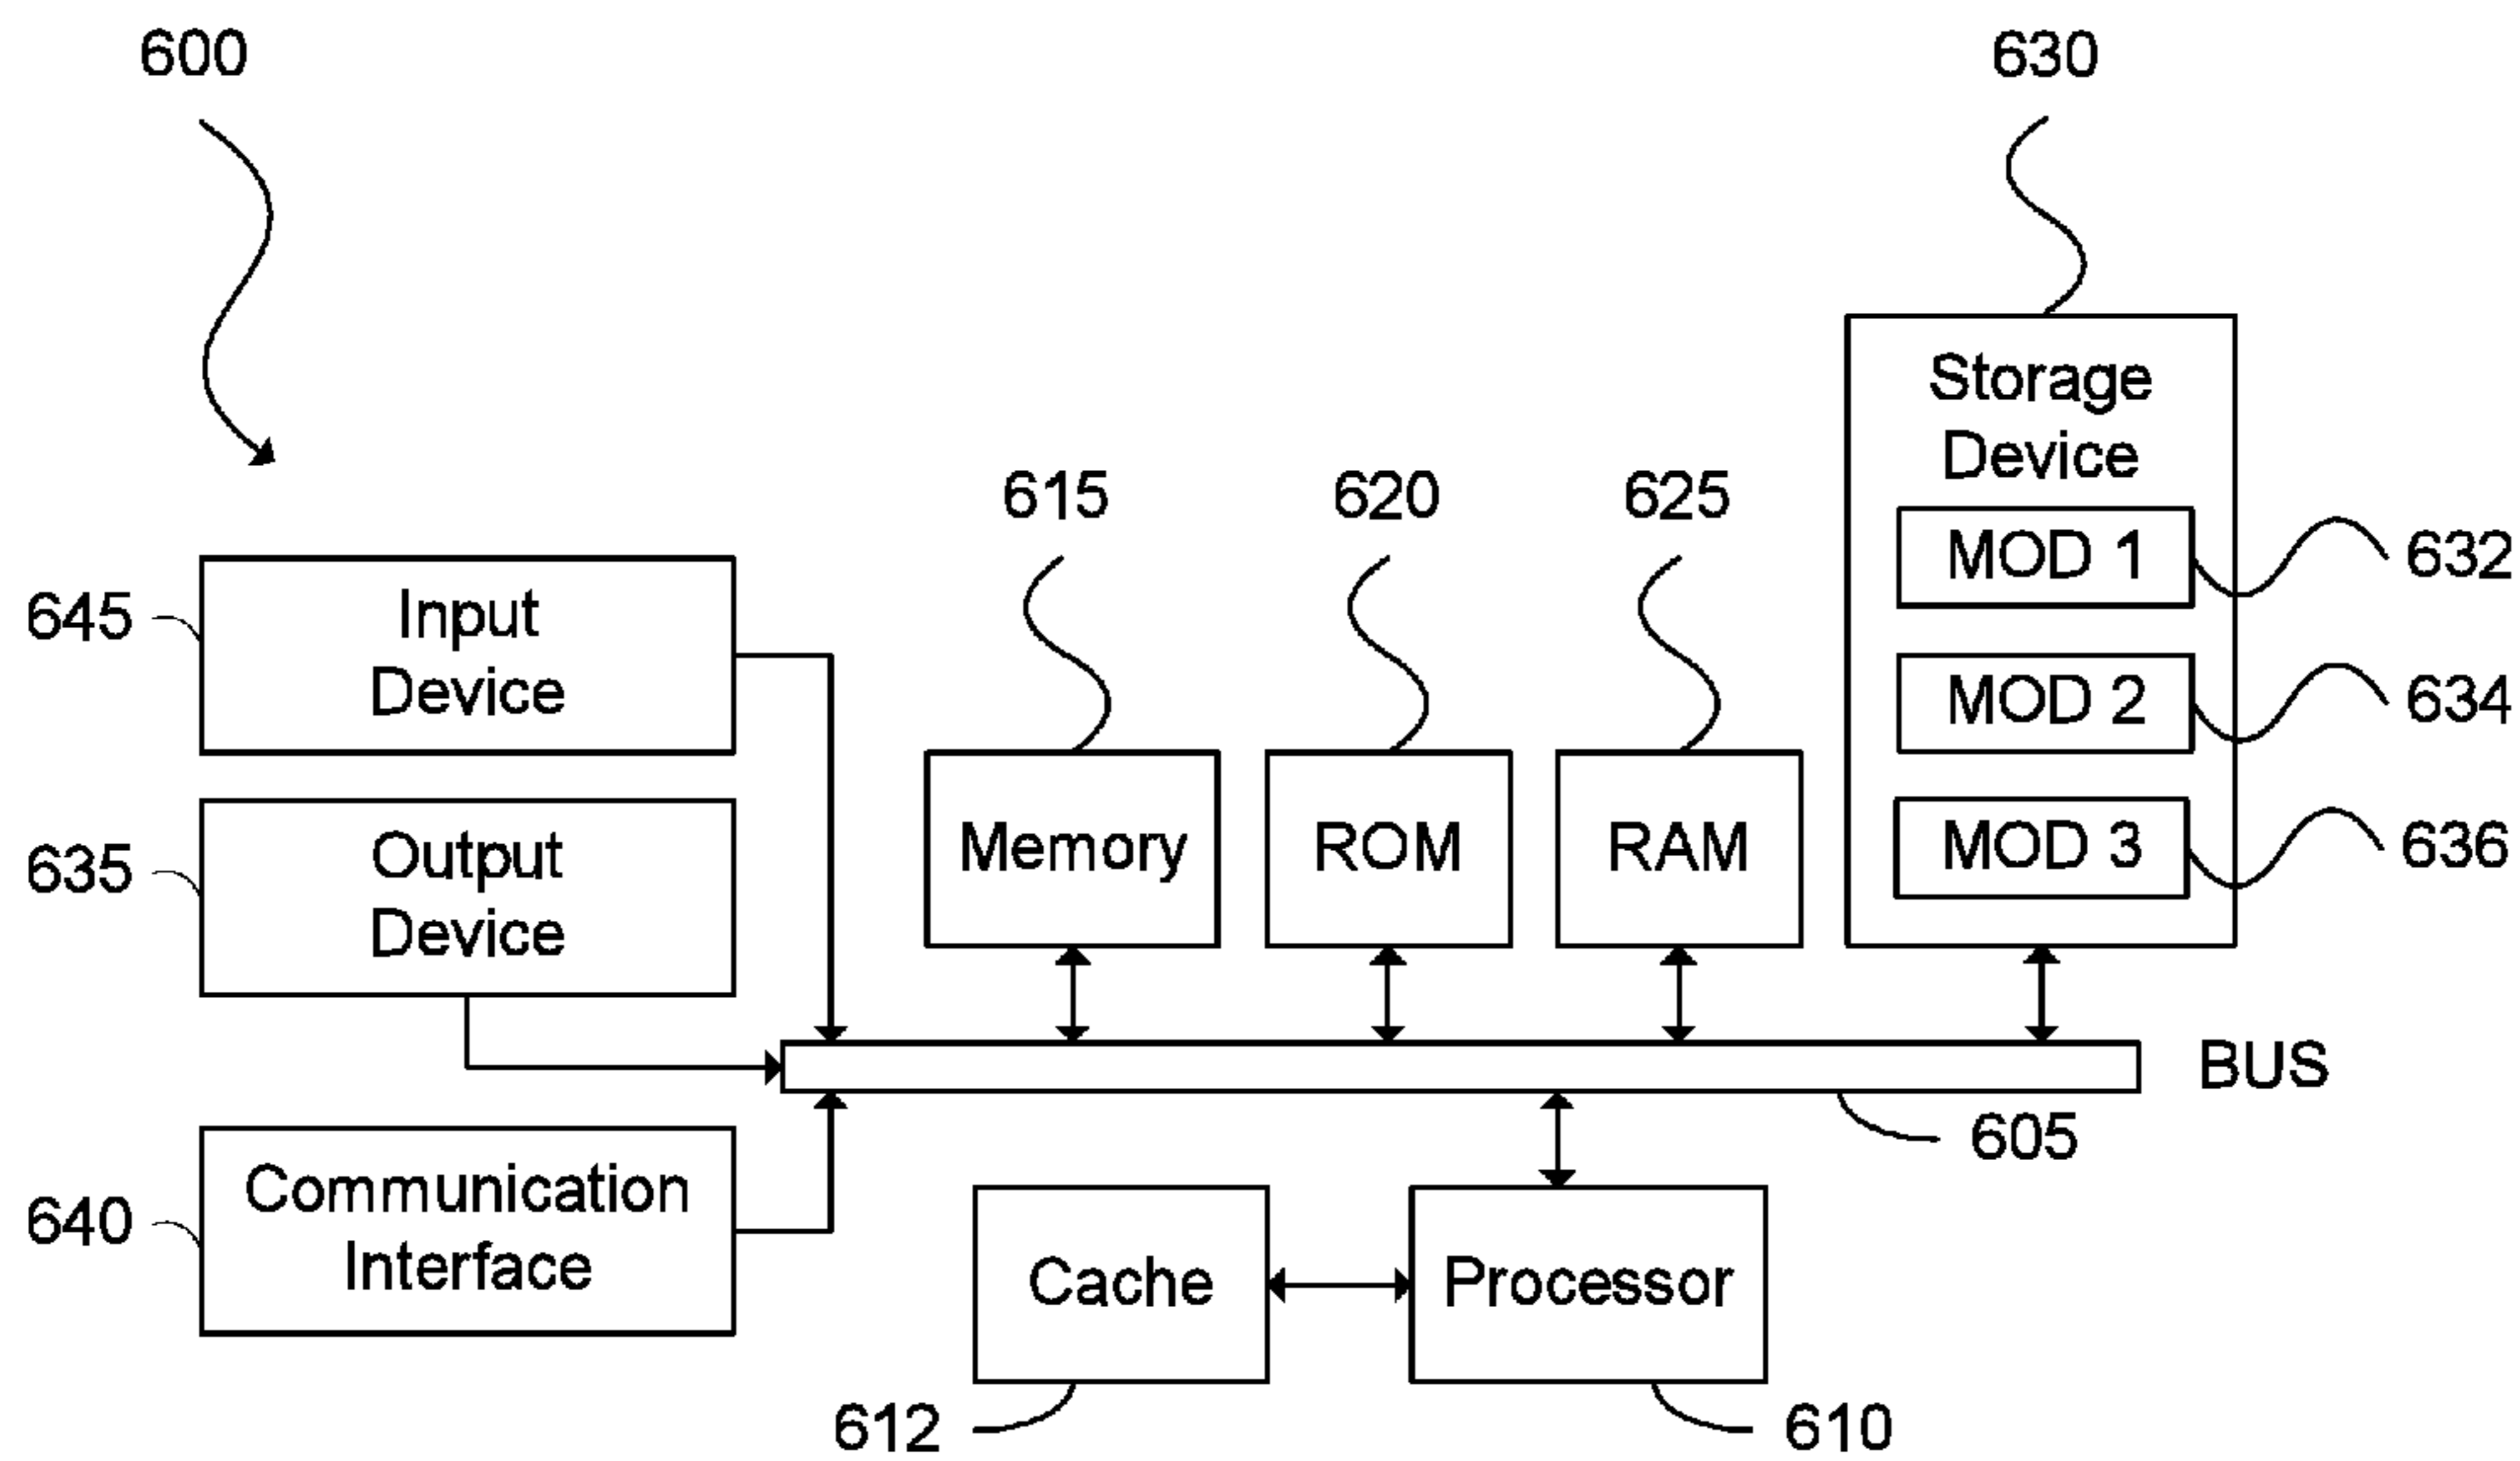 600
630
Storage
Device
615
620
625
MOD 1
632
645
Input
Device
MOD 2
634
635
Output
Device
Memory
ROM
RAM
MOD 3
636
BUS
605
640
Communication
Interface
Cache
Processor
612
610